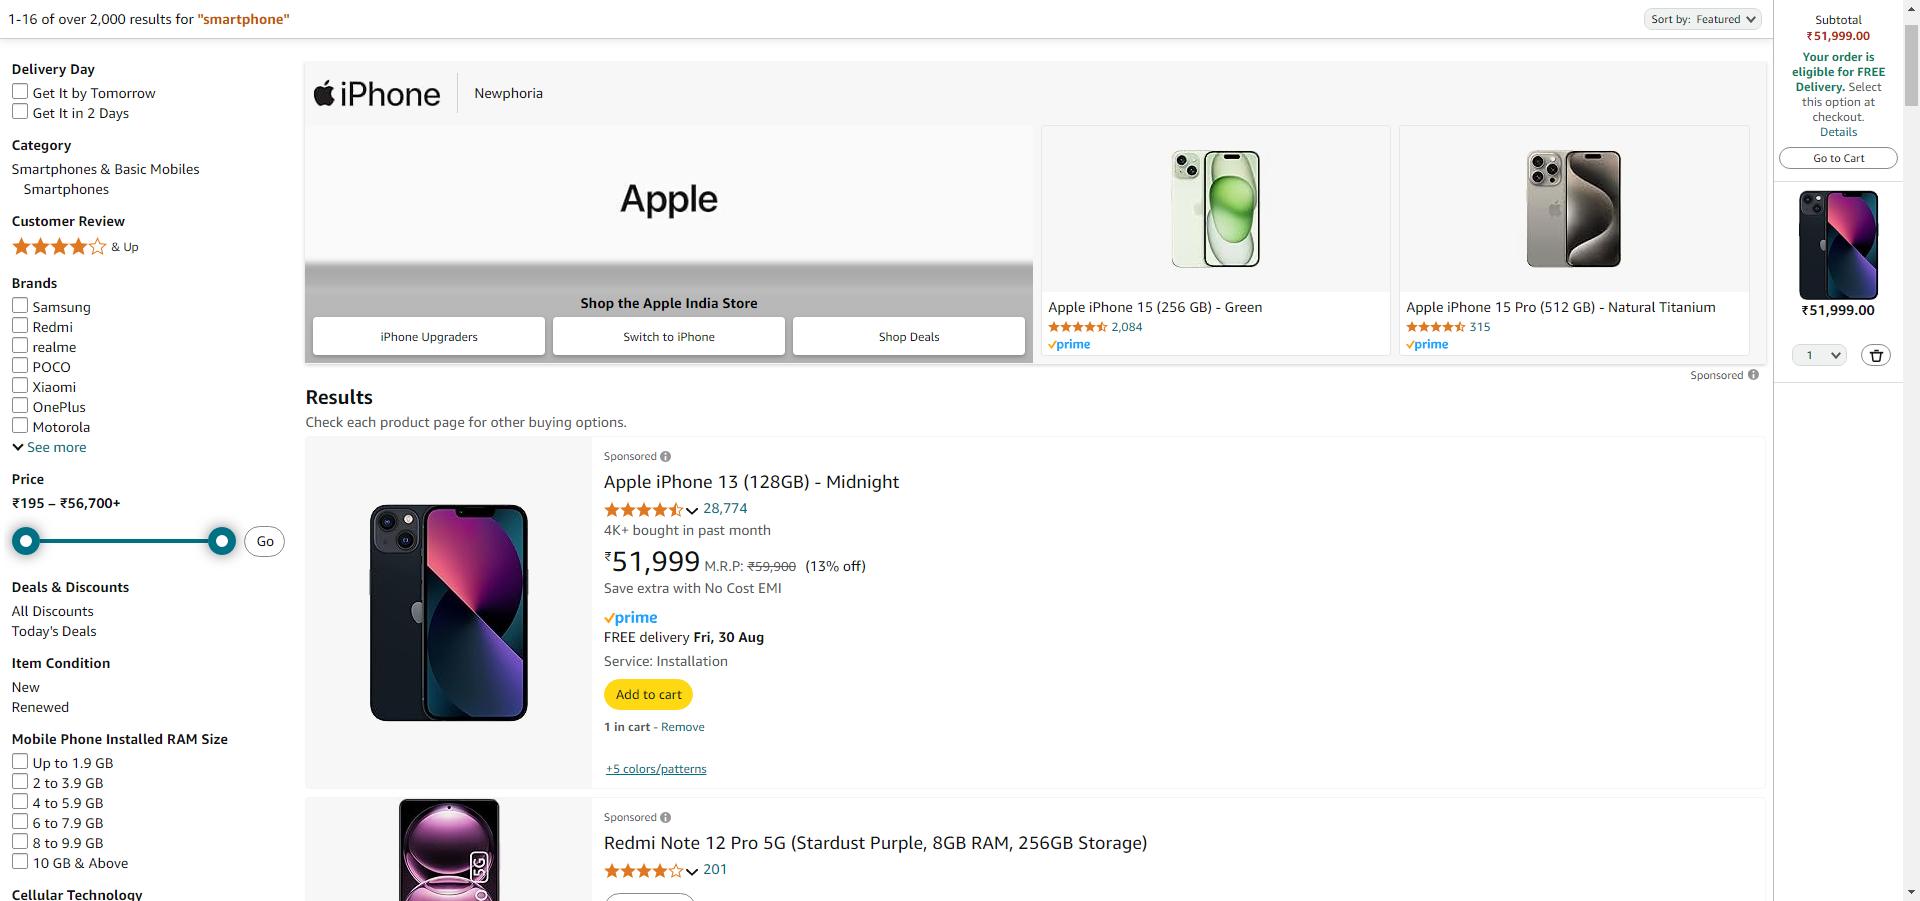 1-16 of over 2,000 results for "smartphone"
Sort by: Featured
Delivery Day
Get It by Tomorrow
Get It in 2 Days
Category
Smartphones & Basic Mobiles
Smartphones
Customer Review
& Up
Brands
Samsung
Redmi
realme
POCO
Xiaomi
OnePlus
Motorola
See more
Price
₹195 – ₹56,700+
Go
Deals & Discounts
All Discounts
Today's Deals
Item Condition
New
Renewed
Mobile Phone Installed RAM Size
Up to 1.9 GB
2 to 3.9 GB
4 to 5.9 GB
6 to 7.9 GB
8 to 9.9 GB
10 GB & Above
Cellular Technology
iPhone
Newphoria
Apple
Shop the Apple India Store
iPhone Upgraders
Switch to iPhone
Shop Deals
Apple iPhone 15 (256 GB) - Green
2,084
prime
Apple iPhone 15 Pro (512 GB) - Natural Titanium
315
prime
Sponsored
Results
Check each product page for other buying options.
Sponsored
Apple iPhone 13 (128GB) - Midnight
28,774
4K+ bought in past month
₹51,999 M.R.P: ₹59,900 (13% off)
Save extra with No Cost EMI
prime
FREE delivery Fri, 30 Aug
Service: Installation
Add to cart
1 in cart - Remove
+5 colors/patterns
Sponsored
Redmi Note 12 Pro 5G (Stardust Purple, 8GB RAM, 256GB Storage)
201
5G
Subtotal
₹51,999.00
Your order is
eligible for FREE
Delivery. Select
this option at
checkout.
Details
Go to Cart
₹51,999.00
1